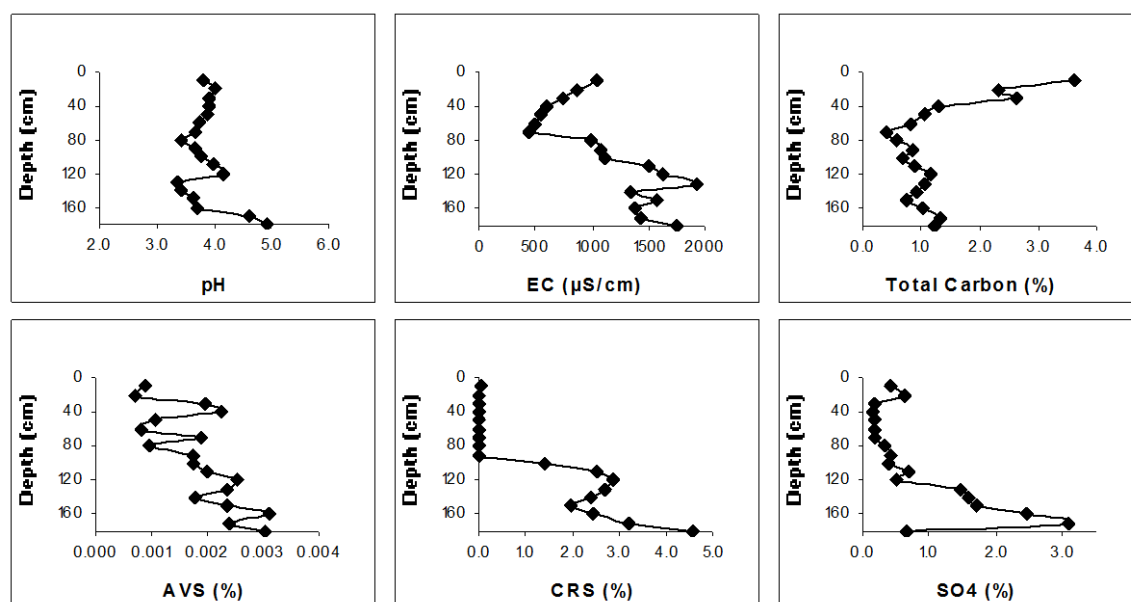 0
40
80
120
160
2.0 3.0 4.0 5.0 6.0
Depth (cm)
pH
0
40
80
120
160
0 500 1000 1500 2000
Depth (cm)
EC (µS/cm)
0
40
80
120
160
0.0 1.0 2.0 3.0 4.0
Depth (cm)
Total Carbon (%)
0
40
80
120
160
0.000 0.001 0.002 0.003 0.004
Depth (cm)
AVS (%)
0
40
80
120
160
0.0 1.0 2.0 3.0 4.0 5.0
Depth (cm)
CRS (%)
0
40
80
120
160
0.0 1.0 2.0 3.0
Depth (cm)
SO4 (%)